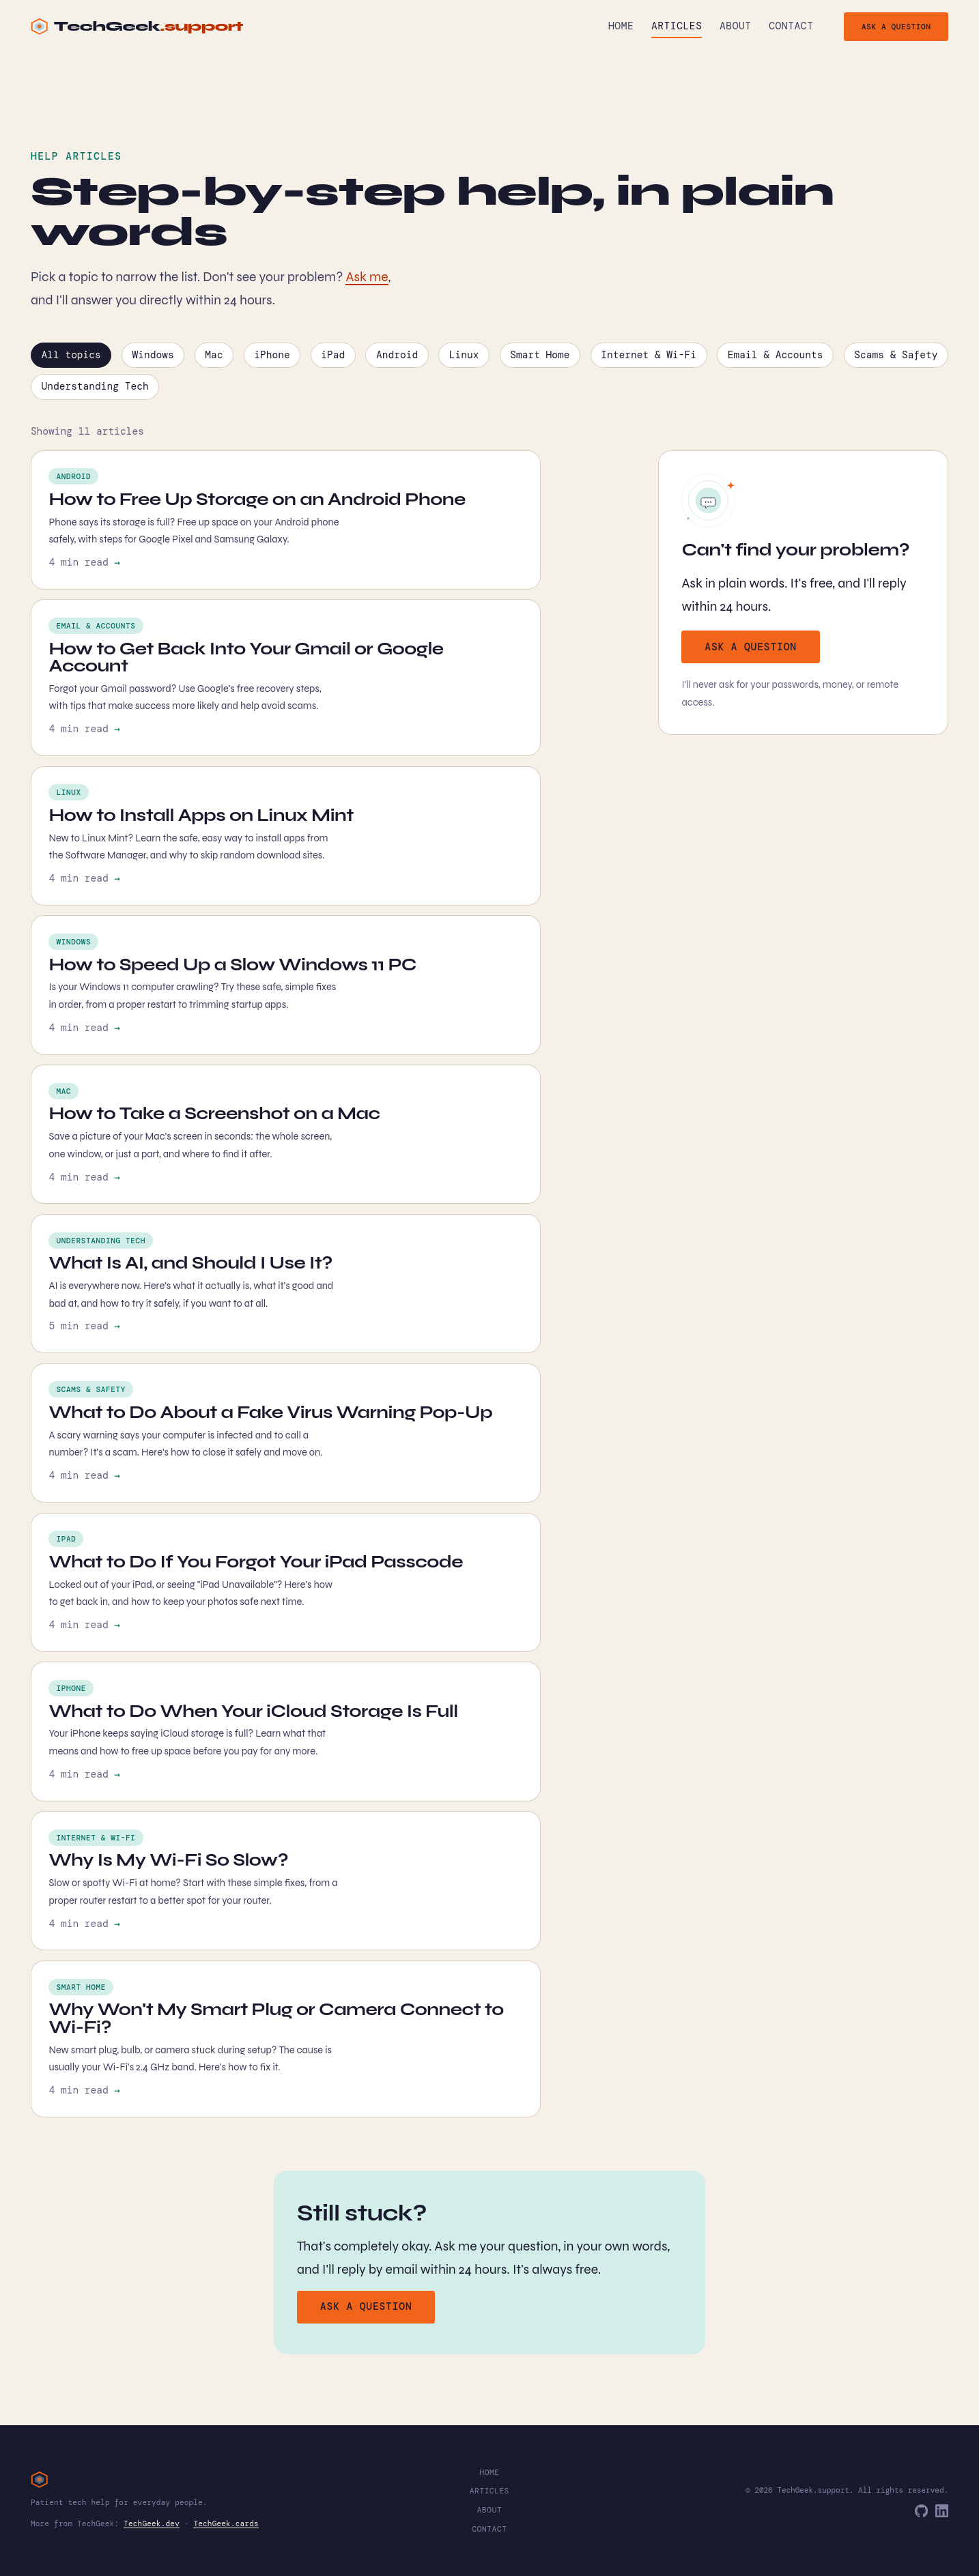 TechGeek.support
HOME ARTICLES ABOUT CONTACT ASK A QUESTION
HELP ARTICLES
Step-by-step help, in plain
words
Pick a topic to narrow the list. Don't see your problem? Ask me,
and I'll answer you directly within 24 hours.
All topics Windows Mac iPhone iPad Android Linux Smart Home Internet & Wi-Fi Email & Accounts Scams & Safety
Understanding Tech
Showing 11 articles
ANDROID
How to Free Up Storage on an Android Phone
Phone says its storage is full? Free up space on your Android phone
safely, with steps for Google Pixel and Samsung Galaxy.
4 min read →
EMAIL & ACCOUNTS
How to Get Back Into Your Gmail or Google
Account
Forgot your Gmail password? Use Google's free recovery steps,
with tips that make success more likely and help avoid scams.
4 min read →
LINUX
How to Install Apps on Linux Mint
New to Linux Mint? Learn the safe, easy way to install apps from
the Software Manager, and why to skip random download sites.
4 min read →
WINDOWS
How to Speed Up a Slow Windows 11 PC
Is your Windows 11 computer crawling? Try these safe, simple fixes
in order, from a proper restart to trimming startup apps.
4 min read →
MAC
How to Take a Screenshot on a Mac
Save a picture of your Mac's screen in seconds: the whole screen,
one window, or just a part, and where to find it after.
4 min read →
UNDERSTANDING TECH
What Is AI, and Should I Use It?
AI is everywhere now. Here's what it actually is, what it's good and
bad at, and how to try it safely, if you want to at all.
5 min read →
SCAMS & SAFETY
What to Do About a Fake Virus Warning Pop-Up
A scary warning says your computer is infected and to call a
number? It's a scam. Here's how to close it safely and move on.
4 min read →
IPAD
What to Do If You Forgot Your iPad Passcode
Locked out of your iPad, or seeing "iPad Unavailable"? Here's how
to get back in, and how to keep your photos safe next time.
4 min read →
IPHONE
What to Do When Your iCloud Storage Is Full
Your iPhone keeps saying iCloud storage is full? Learn what that
means and how to free up space before you pay for any more.
4 min read →
INTERNET & WI-FI
Why Is My Wi-Fi So Slow?
Slow or spotty Wi-Fi at home? Start with these simple fixes, from a
proper router restart to a better spot for your router.
4 min read →
SMART HOME
Why Won't My Smart Plug or Camera Connect to
Wi-Fi?
New smart plug, bulb, or camera stuck during setup? The cause is
usually your Wi-Fi's 2.4 GHz band. Here's how to fix it.
4 min read →
Can't find your problem?
Ask in plain words. It's free, and I'll reply
within 24 hours.
ASK A QUESTION
I'll never ask for your passwords, money, or remote
access.
Still stuck?
That's completely okay. Ask me your question, in your own words,
and I'll reply by email within 24 hours. It's always free.
ASK A QUESTION
Patient tech help for everyday people.
More from TechGeek: TechGeek.dev · TechGeek.cards
HOME
ARTICLES
ABOUT
CONTACT
© 2026 TechGeek.support. All rights reserved.